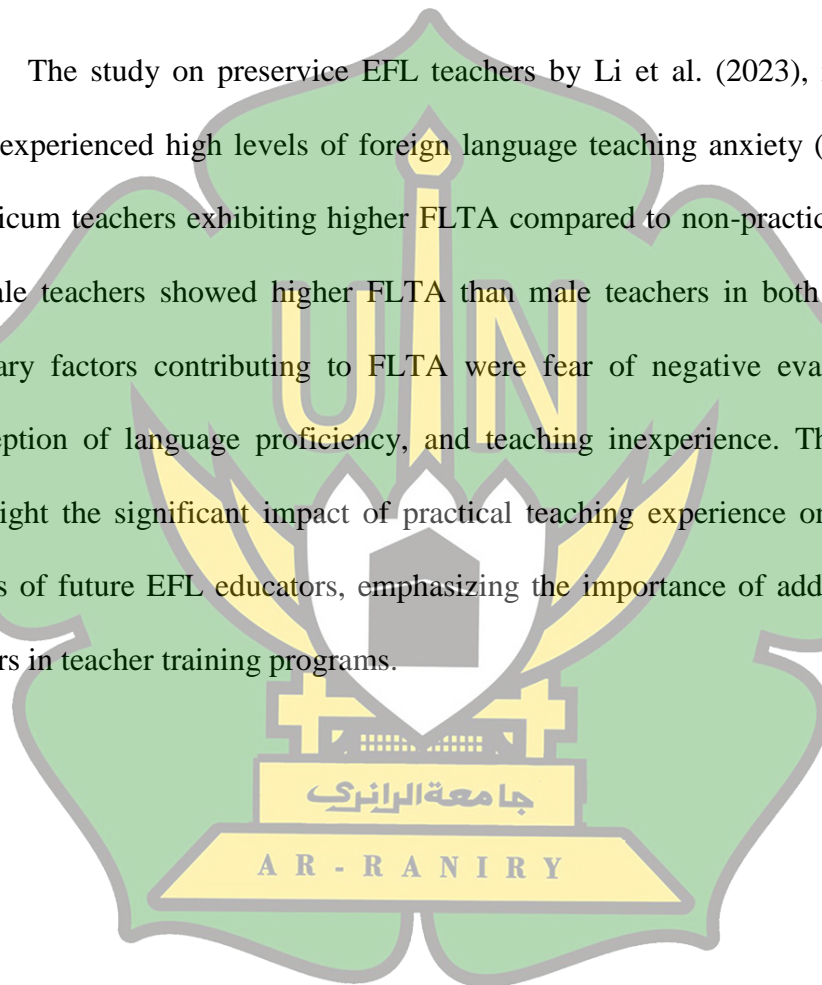 The study on preservice EFL teachers by Li et al. (2023),
experienced high levels of foreign language teaching anxiety (
icum teachers exhibiting higher FLTA compared to non-practic
ale teachers showed higher FLTA than male teachers in both
ary factors contributing to FLTA were fear of negative eva
eption of language proficiency, and teaching inexperience. Th
ight the significant impact of practical teaching experience or
s of future EFL educators, emphasizing the importance of add
rs in teacher training programs.
UIN
جامعة الرانري
AR-RANIRY